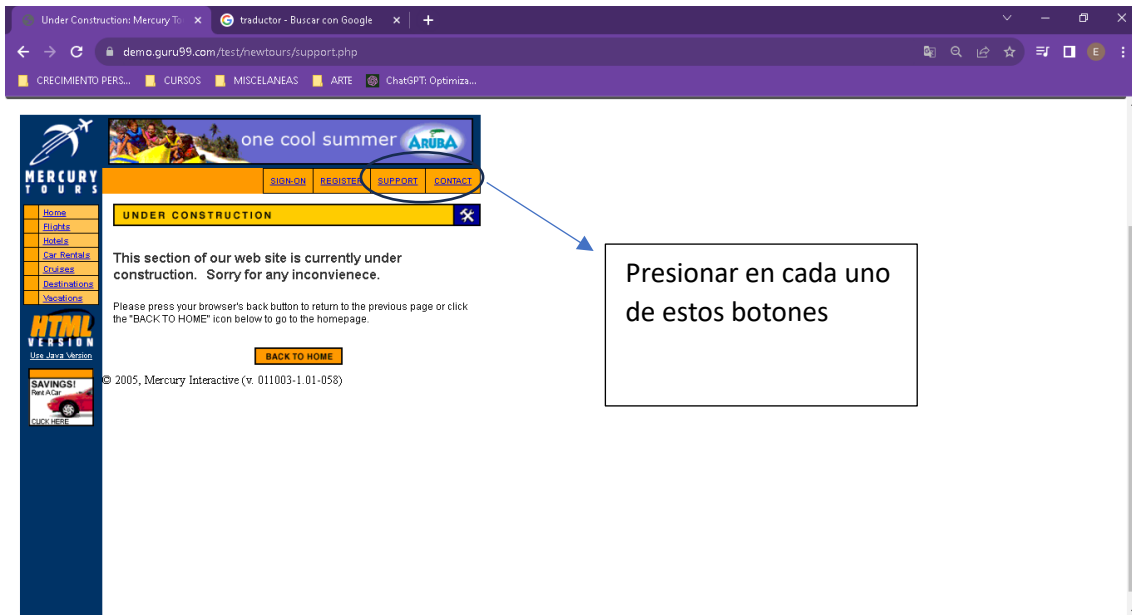 Under Construction: Mercury To
traductor - Buscar con Google
demo.guru99.com/test/newtours/support.php
E
CRECIMIENTO PERS...
CURSOS
MISCELANEAS
ARTE
ChatGPT: Optimiza...
one cool summer
ARUBA
MERCURY
TOURS
SIGN-ON
REGISTER
SUPPORT
CONTACT
Home
Flights
Hotels
Car Rentals
Cruises
Destinations
Vacations
HTML
VERSION
Use Java Version
SAVINGS!
Rent A Car
CLICK HERE
UNDER CONSTRUCTION
This section of our web site is currently under
construction. Sorry for any inconvienece.
Please press your browser's back button to return to the previous page or click
the "BACK TO HOME" icon below to go to the homepage.
BACK TO HOME
© 2005, Mercury Interactive (v. 011003-1.01-058)
Presionar en cada uno
de estos botones